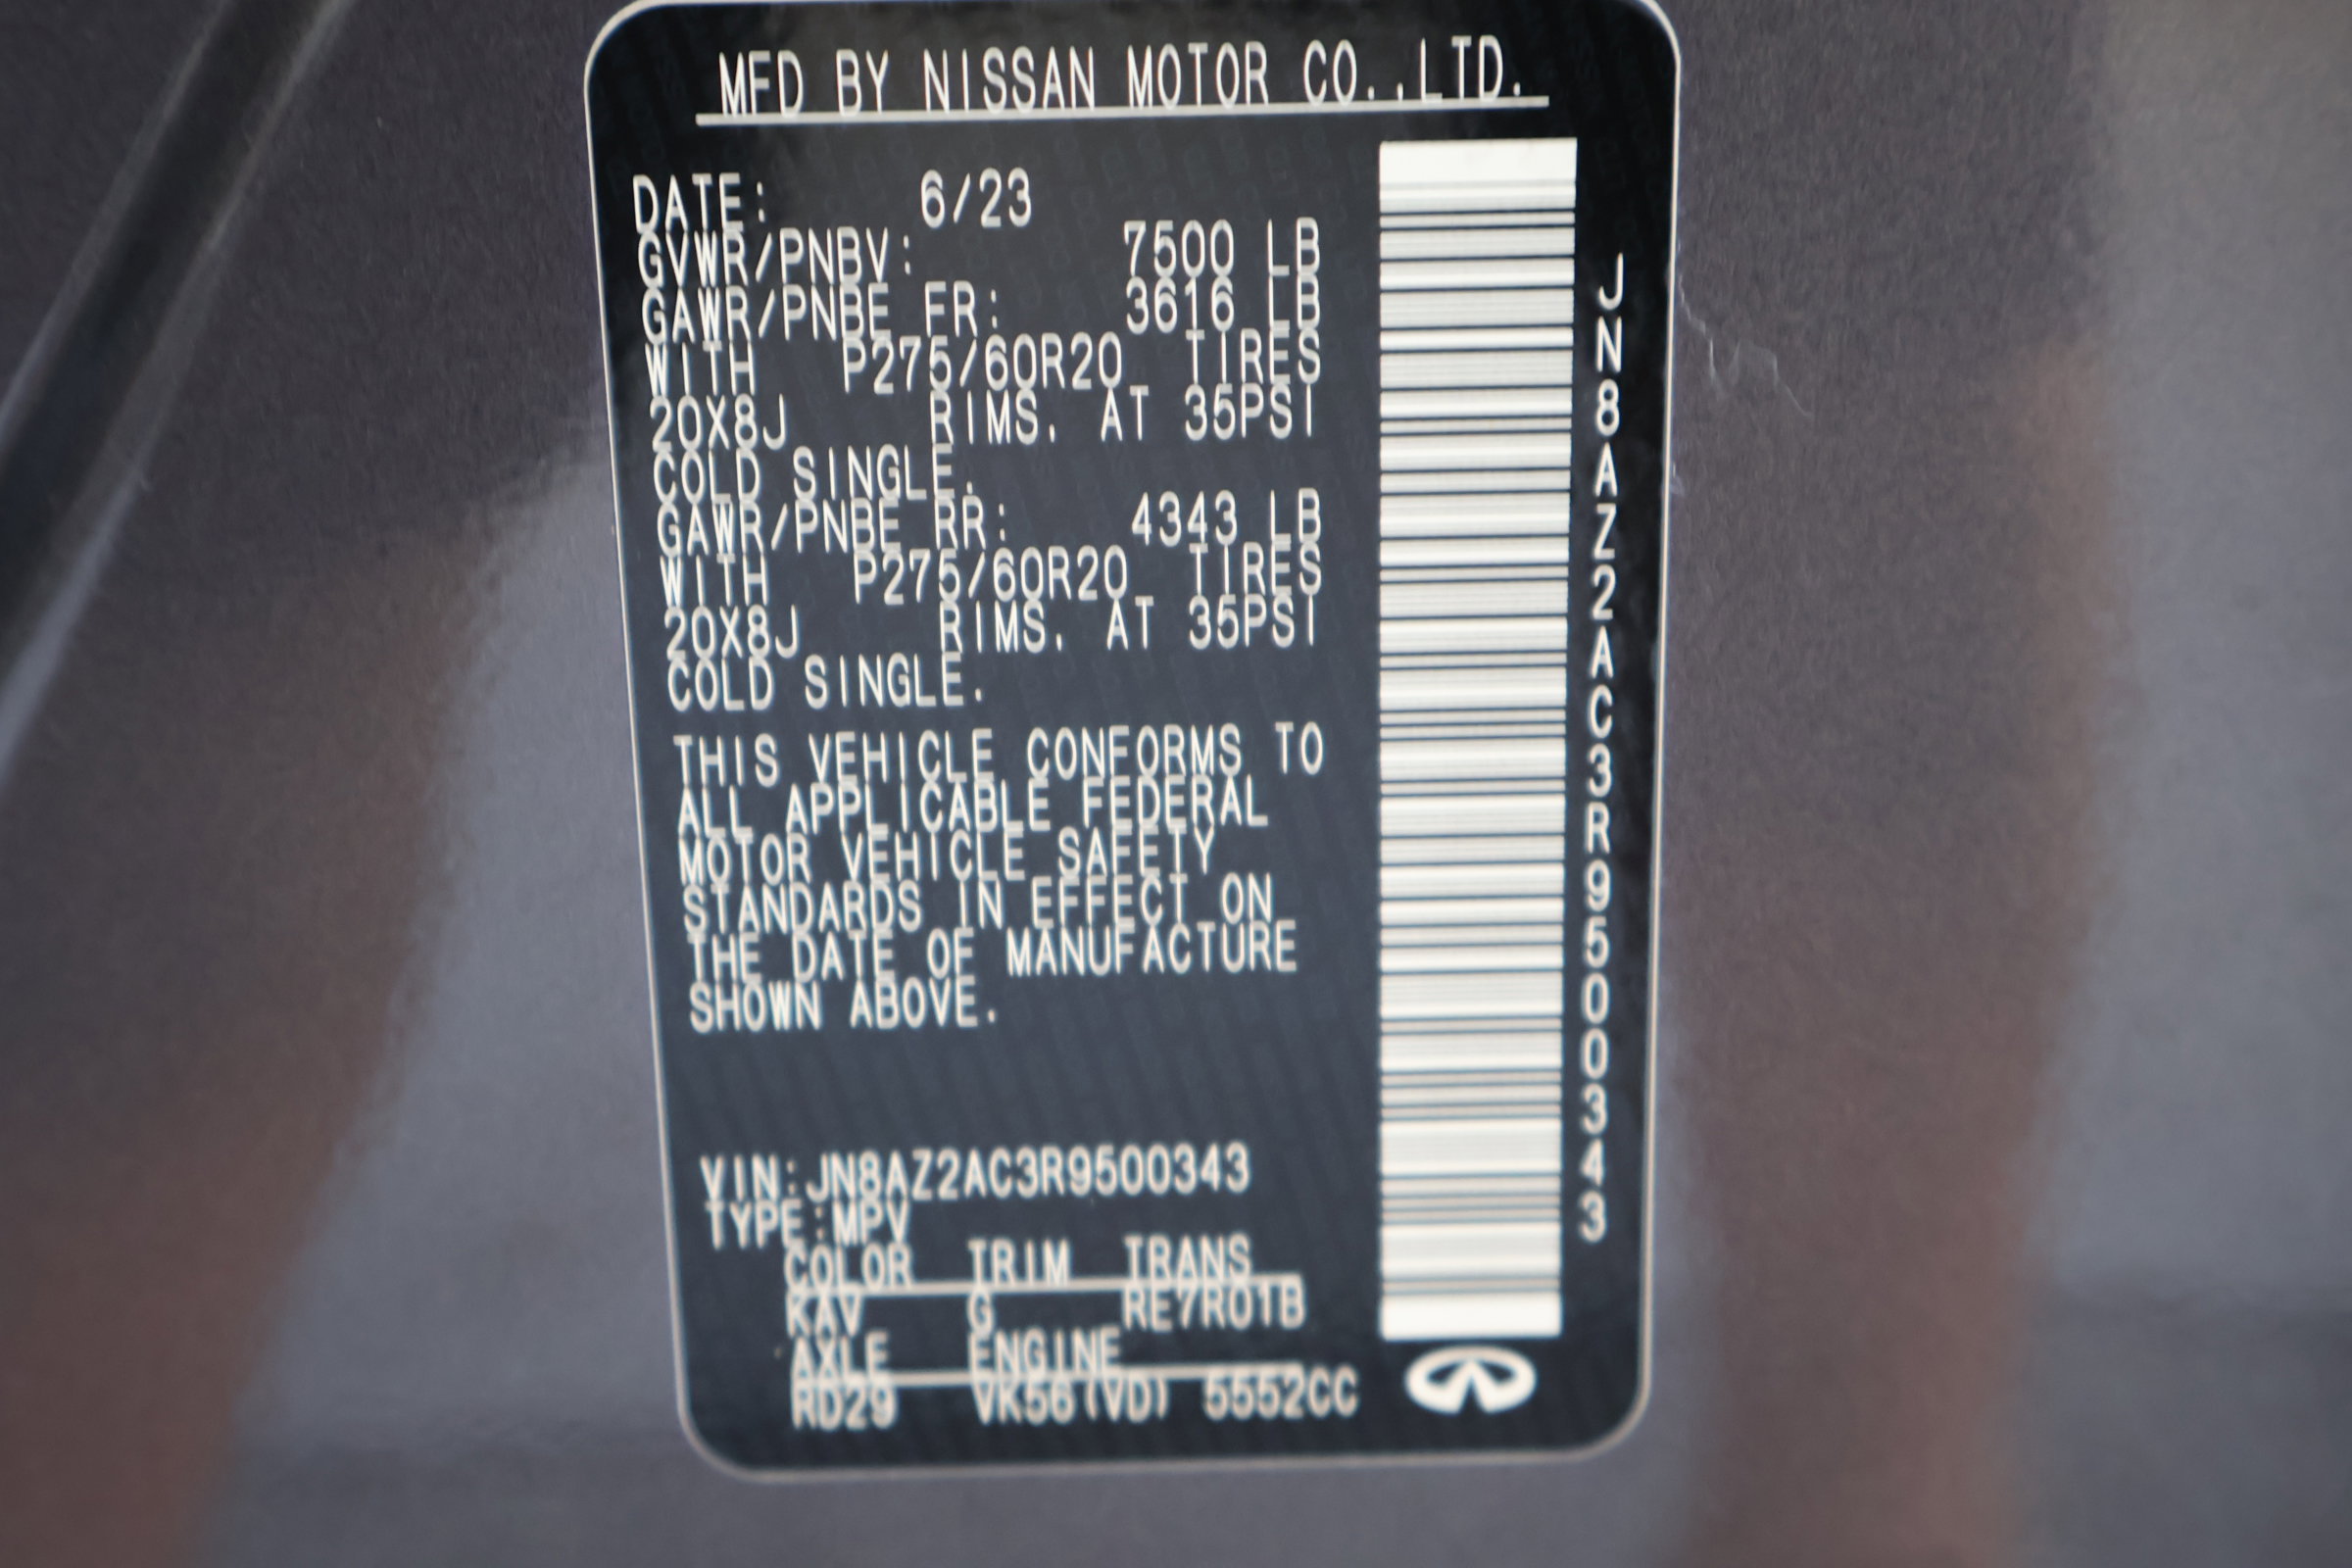 MFD BY NISSAN MOTOR CO.,LTD.
DATE: 6/23
GVWR/PNBV: 7500 LB
GAWR/PNBE FR: 3616 LB
WITH P275/60R20 TIRES
20X8J RIMS. AT 35PSI
COLD SINGLE.
GAWR/PNBE RR: 4343 LB
WITH P275/60R20 TIRES
20X8J RIMS. AT 35PSI
COLD SINGLE.
THIS VEHICLE CONFORMS TO
ALL APPLICABLE FEDERAL
MOTOR VEHICLE SAFETY
STANDARDS IN EFFECT ON
THE DATE OF MANUFACTURE
SHOWN ABOVE.
VIN:JN8AZ2AC3R9500343
TYPE:MPV
COLOR TRIM TRANS
KAV G RE7R01B
AXLE ENGINE
RD29 VK56(VD) 5552CC
JN8AZ2AC3R9500343